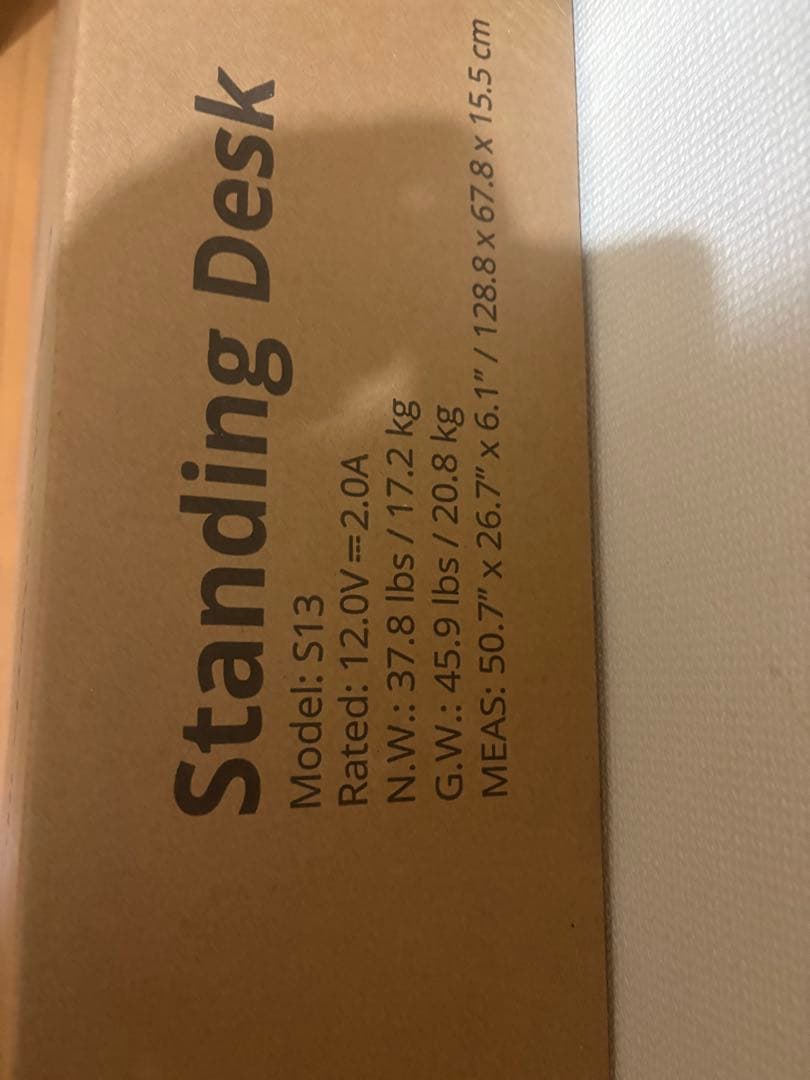 Standing Desk
Model: S13
Rated: 12.0V⎓2.0A
N.W.: 37.8 lbs / 17.2 kg
G.W.: 45.9 lbs / 20.8 kg
MEAS: 50.7" x 26.7" x 6.1" / 128.8 x 67.8 x 15.5 cm